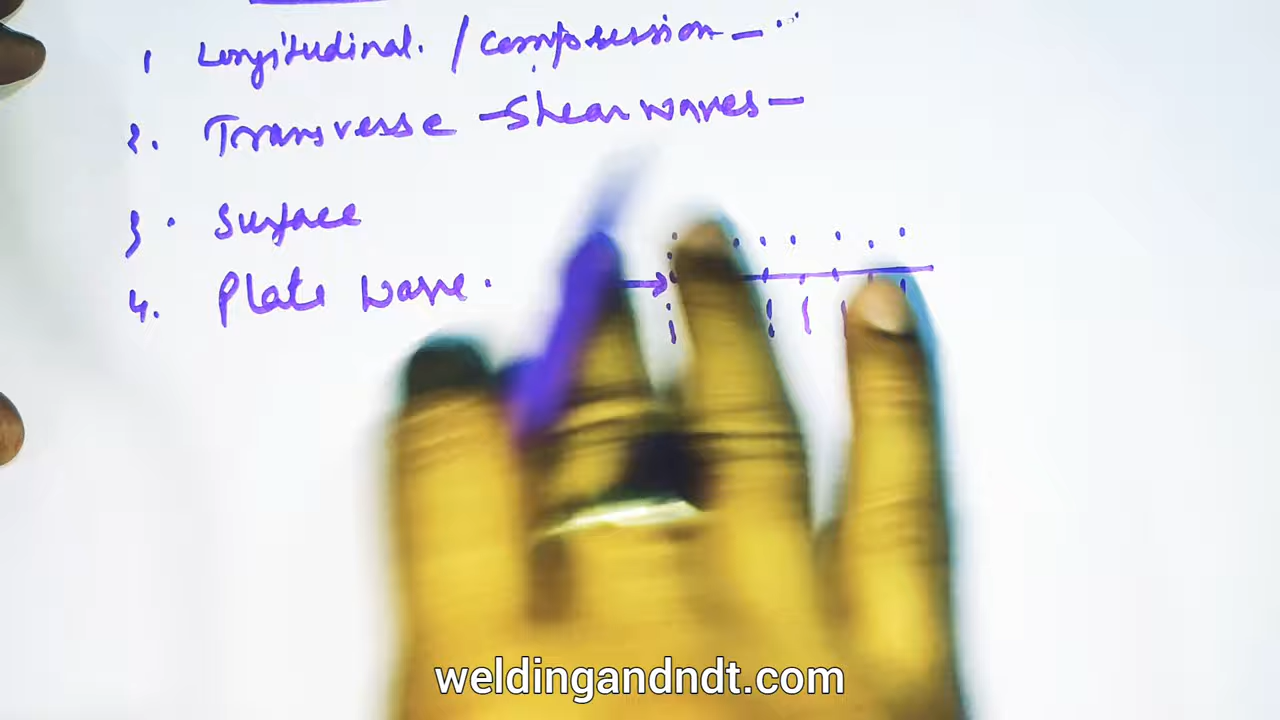 1 Longitudinal. / Compression –
2. Transverse – Shear waves –
3. Surface
4. Plate wave.
weldingandndt.com